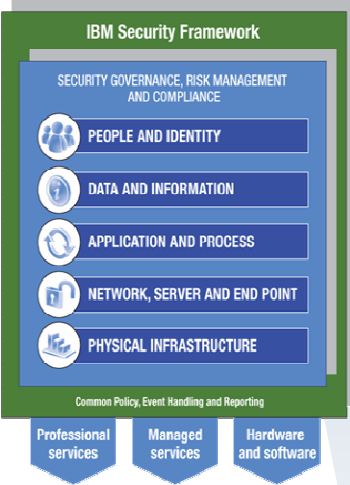 IBM Security Framework
SECURITY GOVERNANCE, RISK MANAGEMENT
AND COMPLIANCE
PEOPLE AND IDENTITY
DATA AND INFORMATION
APPLICATION AND PROCESS
NETWORK, SERVER AND END POINT
PHYSICAL INFRASTRUCTURE
Common Policy, Event Handling and Reporting
Professional
services
Managed
services
Hardware
and software